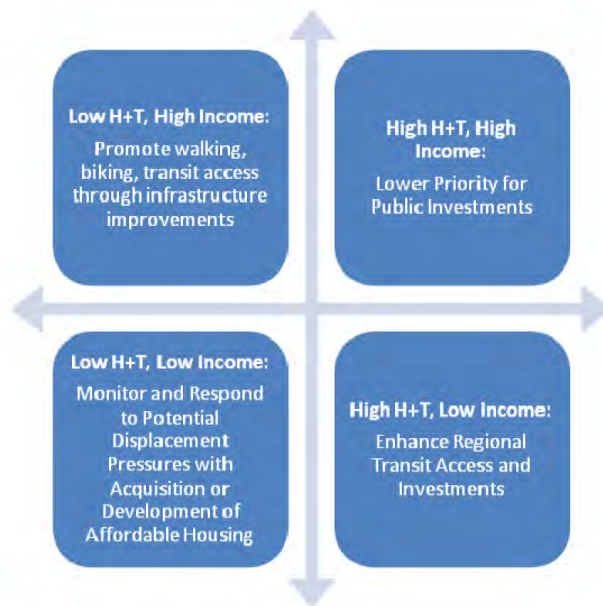 Low H+T, High Income:
Promote walking,
biking, transit access
through infrastructure
improvements
High H+T, High
Income:
Lower Priority for
Public Investments
Low H+T, Low Income:
Monitor and Respond
to Potential
Displacement
Pressures with
Acquisition or
Development of
Affordable Housing
High H+T, Low Income:
Enhance Regional
Transit Access and
Investments